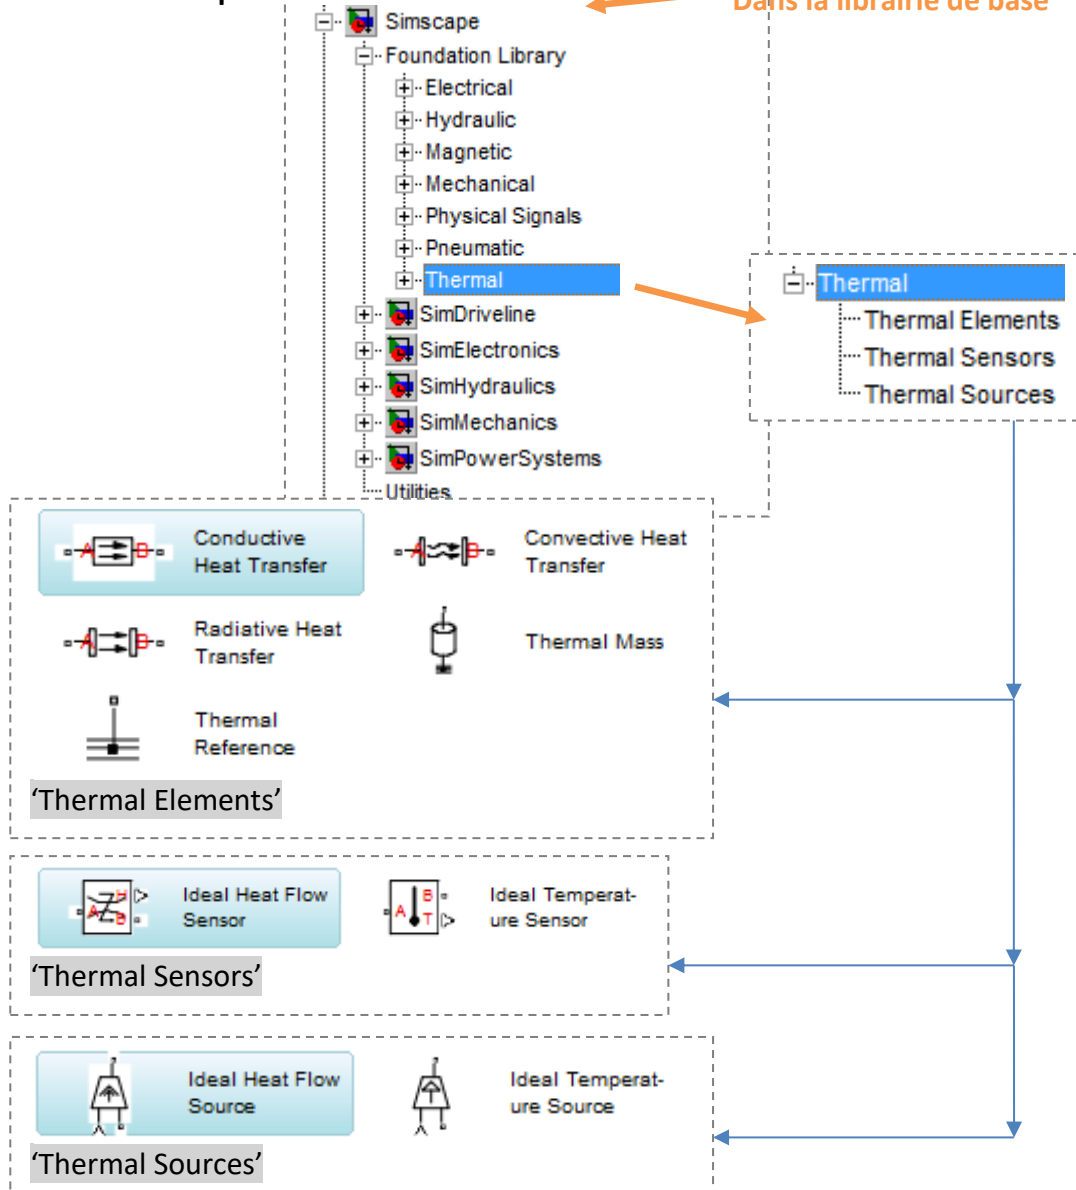 Dans la librairie de base
Simscape
Foundation Library
Electrical
Hydraulic
Magnetic
Mechanical
Physical Signals
Pneumatic
Thermal
SimDriveline
SimElectronics
SimHydraulics
SimMechanics
SimPowerSystems
Utilities
Thermal
Thermal Elements
Thermal Sensors
Thermal Sources
A B
Conductive
Heat Transfer
A B
Convective Heat
Transfer
A B
Radiative Heat
Transfer
Thermal Mass
Thermal
Reference
‘Thermal Elements’
A H B
Ideal Heat Flow
Sensor
A B T
Ideal Temperat-
ure Sensor
‘Thermal Sensors’
Ideal Heat Flow
Source
Ideal Temperat-
ure Source
‘Thermal Sources’